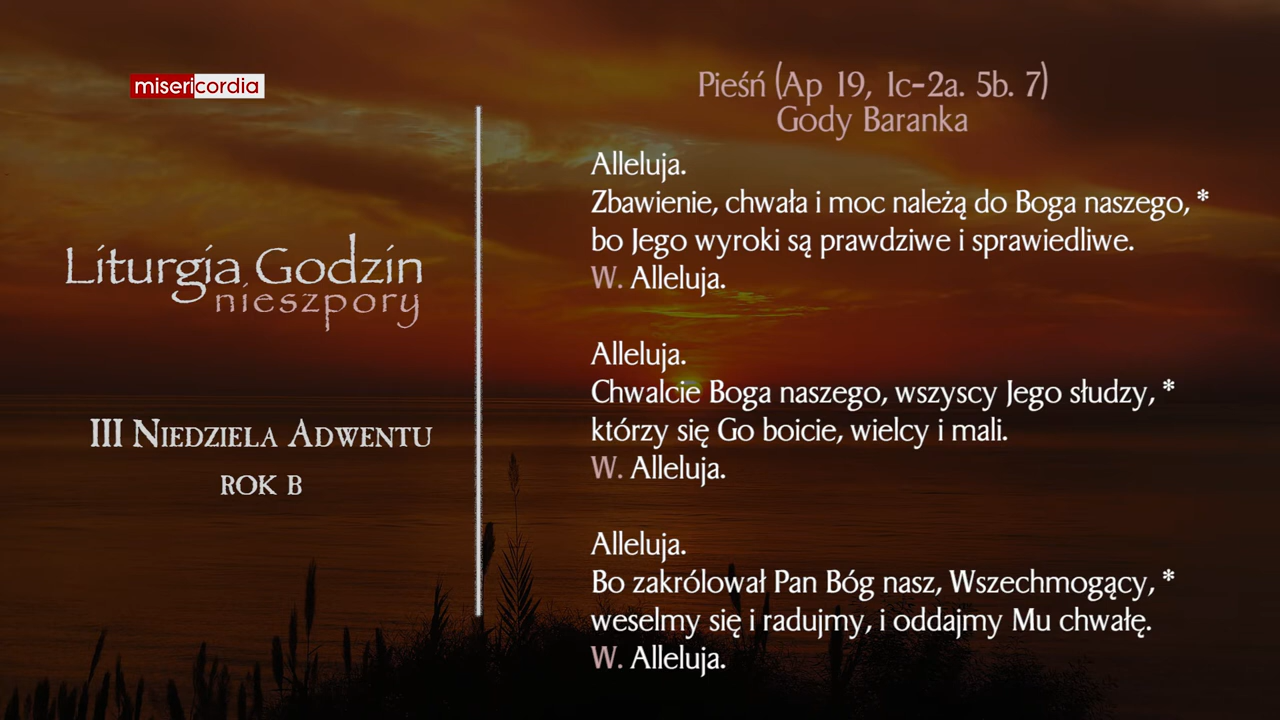 misericordia
Liturgia Godzin
nieszpory
III Niedziela Adwentu
rok B
Pieśń (Ap 19, 1c-2a. 5b. 7)
Gody Baranka
Alleluja.
Zbawienie, chwała i moc należą do Boga naszego, *
bo Jego wyroki są prawdziwe i sprawiedliwe.
W. Alleluja.
Alleluja.
Chwalcie Boga naszego, wszyscy Jego słudzy, *
którzy się Go boicie, wielcy i mali.
W. Alleluja.
Alleluja.
Bo zakrólował Pan Bóg nasz, Wszechmogący, *
weselmy się i radujmy, i oddajmy Mu chwałę.
W. Alleluja.